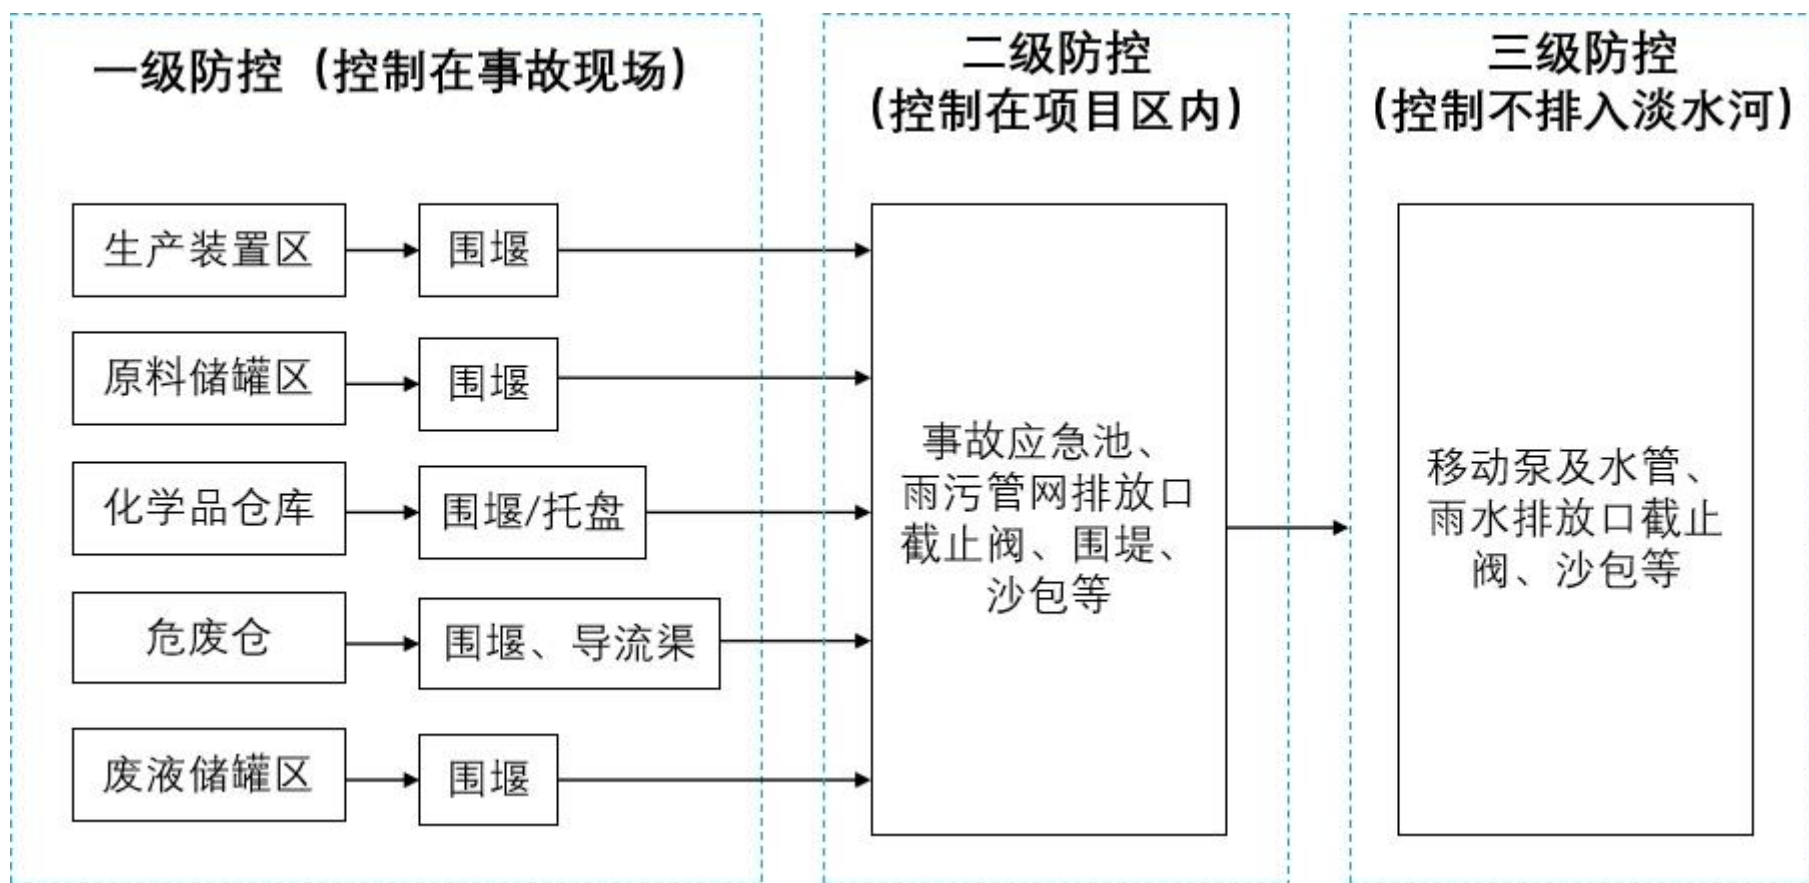 一级防控（控制在事故现场）
生产装置区
围堰
原料储罐区
围堰
化学品仓库
围堰/托盘
危废仓
围堰、导流渠
废液储罐区
围堰
二级防控
（控制在项目区内）
事故应急池、
雨污管网排放口
截止阀、围堤、
沙包等
三级防控
（控制不排入淡水河）
移动泵及水管、
雨水排放口截止
阀、沙包等